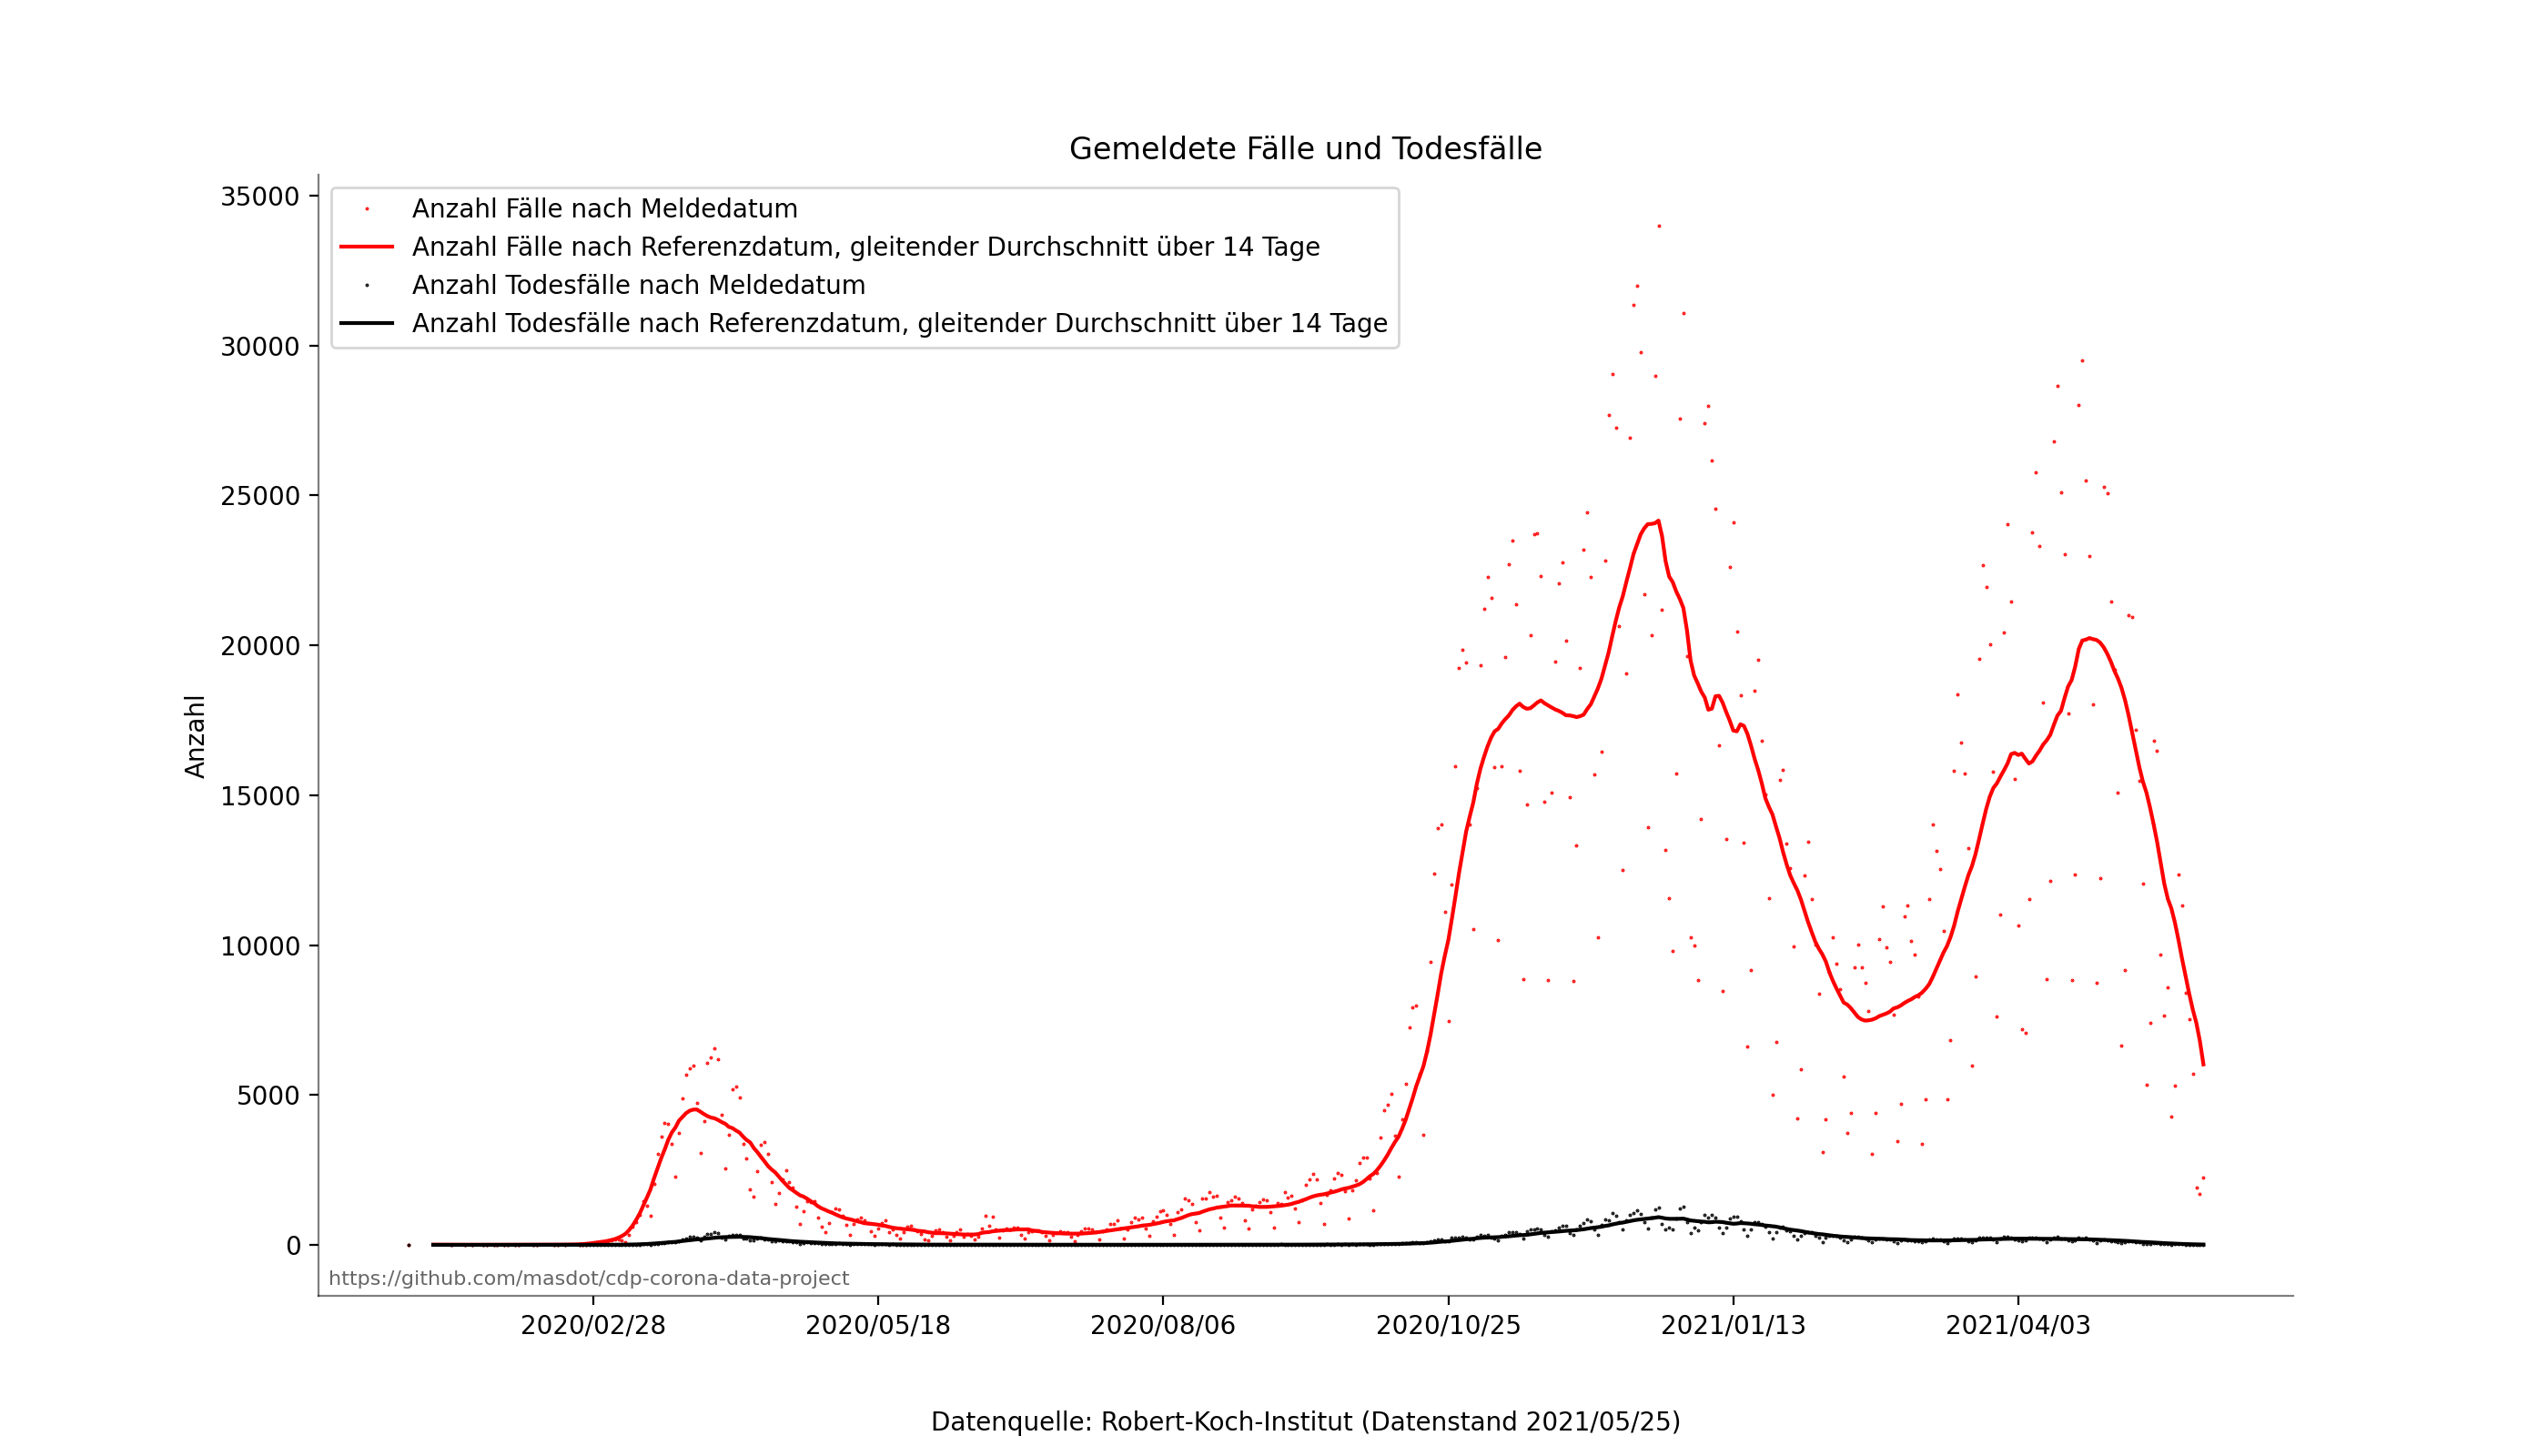 Gemeldete Fälle und Todesfälle
35000
30000
25000
20000
15000
10000
5000
0
Anzahl
Anzahl Fälle nach Meldedatum
Anzahl Fälle nach Referenzdatum, gleitender Durchschnitt über 14 Tage
Anzahl Todesfälle nach Meldedatum
Anzahl Todesfälle nach Referenzdatum, gleitender Durchschnitt über 14 Tage
https://github.com/masdot/cdp-corona-data-project
2020/02/28 2020/05/18 2020/08/06 2020/10/25 2021/01/13 2021/04/03
Datenquelle: Robert-Koch-Institut (Datenstand 2021/05/25)